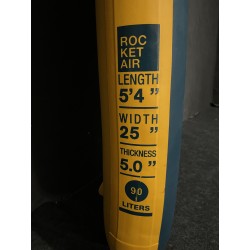 ROC
KET
AIR
LENGTH
5'4"
WIDTH
25"
THICKNESS
5.0"
90
LITERS